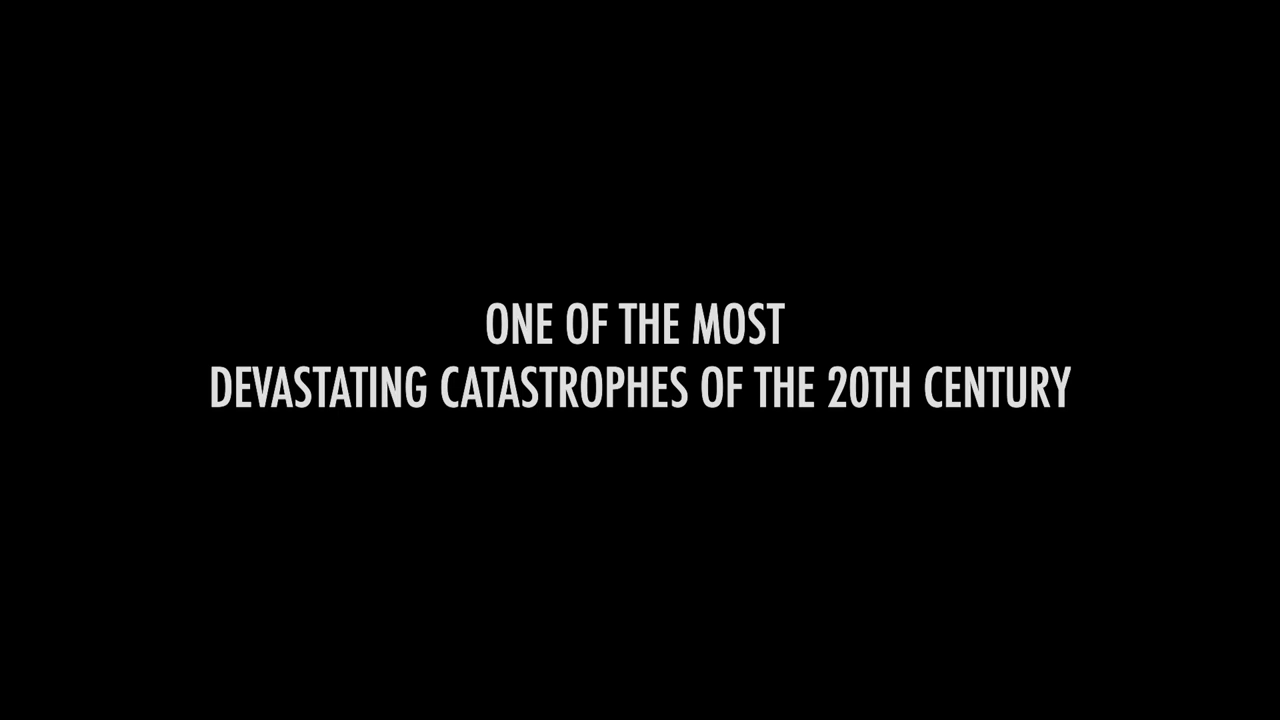 ONE OF THE MOST
DEVASTATING CATASTROPHES OF THE 20TH CENTURY